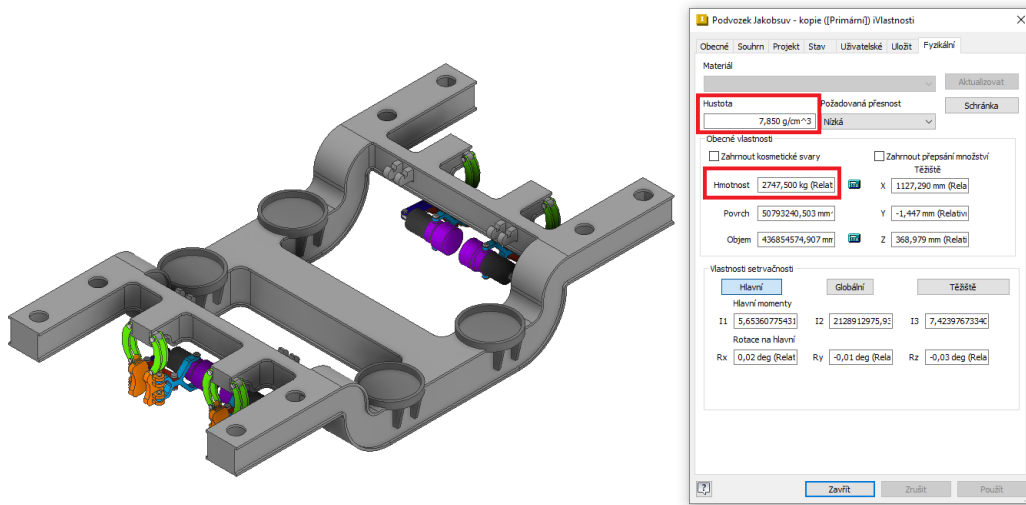 Podvozek Jakobsuv - kopie ([Primární]) iVlastnosti
Obecné Souhrn Projekt Stav Uživatelské Uložit Fyzikální
Materiál
Aktualizovat
Hustota Požadovaná přesnost
7,850 g/cm^3 Nízká Schránka
Obecné vlastnosti
Zahrnout kosmetické svary Zahrnout přepsání množství
Těžiště
Hmotnost 2747,500 kg (Relat X 1127,290 mm (Rela
Povrch 50793240,503 mm Y -1,447 mm (Relativ
Objem 436854574,907 mm Z 368,979 mm (Relati
Vlastnosti setrvačnosti
Hlavní Globální Těžiště
Hlavní momenty
I1 5,65360775431 I2 2128912975,93 I3 7,4239767334
Rotace na hlavní
Rx 0,02 deg (Relat Ry -0,01 deg (Rela Rz -0,03 deg (Rela
Zavřít Zrušit Použít